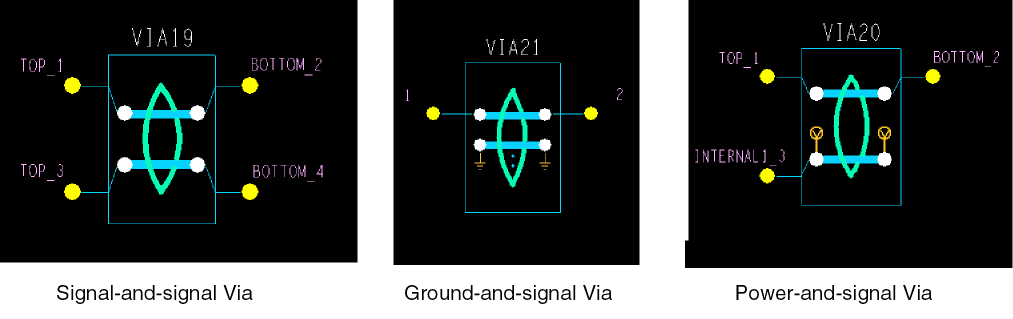 VIA19
TOP_1
BOTTOM_2
TOP_3
BOTTOM_4
Signal-and-signal Via
VIA21
1
2
Ground-and-signal Via
VIA20
TOP_1
BOTTOM_2
INTERNAL1_3
Power-and-signal Via